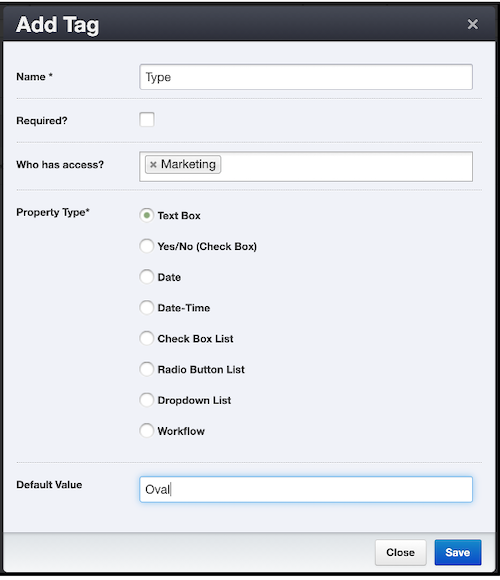 Add Tag ×
Name * Type
Required?
Who has access? × Marketing
Property Type* Text Box
Yes/No (Check Box)
Date
Date-Time
Check Box List
Radio Button List
Dropdown List
Workflow
Default Value Oval
Close Save